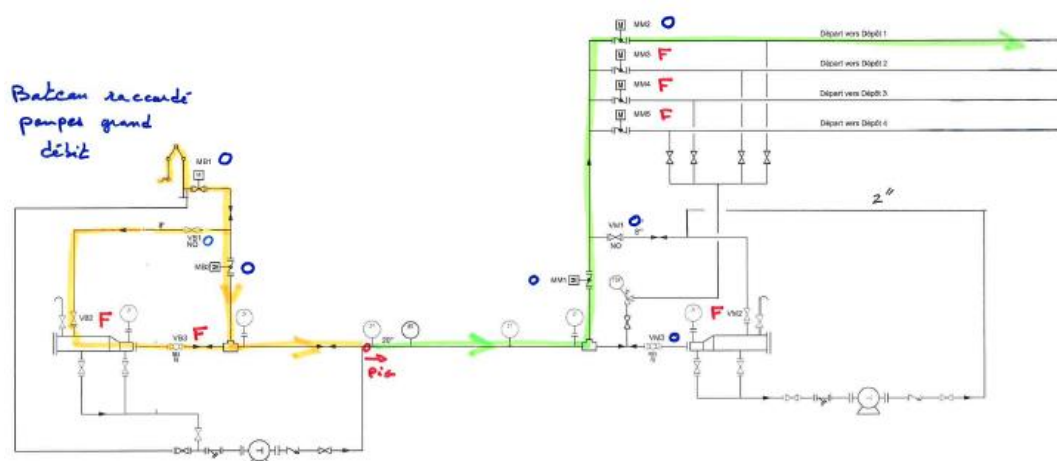 MM2 O
Départ vers Dépôt 1
MM3 F
Départ vers Dépôt 2
MM4 F
Départ vers Dépôt 3
MM5 F
Départ vers Dépôt 4
Bateau raccordé
pompes grand
débit
MB1 O
8"
VB1 O
NO
MB2 O
VM1 O
8"
NO
2"
MM1 O
VB2 F
VB3 F
20"
pig
VM3 O
VM2 F